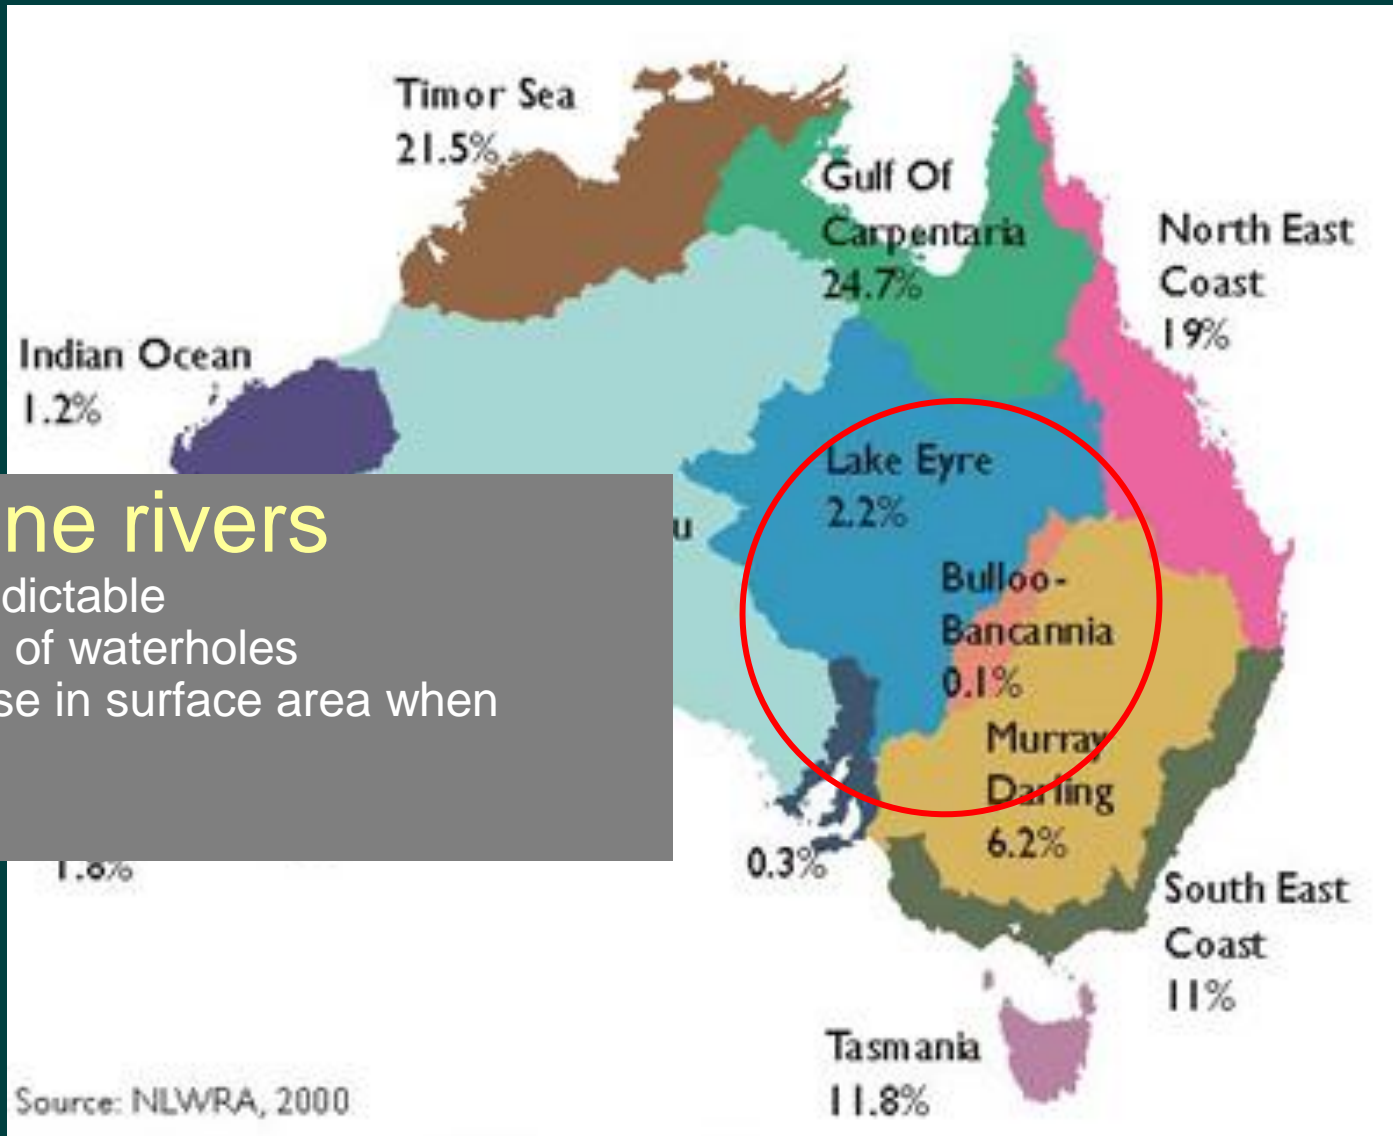 Timor Sea
21.5%
Gulf Of
Carpentaria
24.7%
North East
Coast
19%
Indian Ocean
1.2%
Lake Eyre
2.2%
ne rivers
dictable
of waterholes
se in surface area when
u
Bulloo-
Bancannia
0.1%
Murray
Darling
6.2%
1.8%
0.3%
South East
Coast
11%
Tasmania
11.8%
Source: NLWRA, 2000